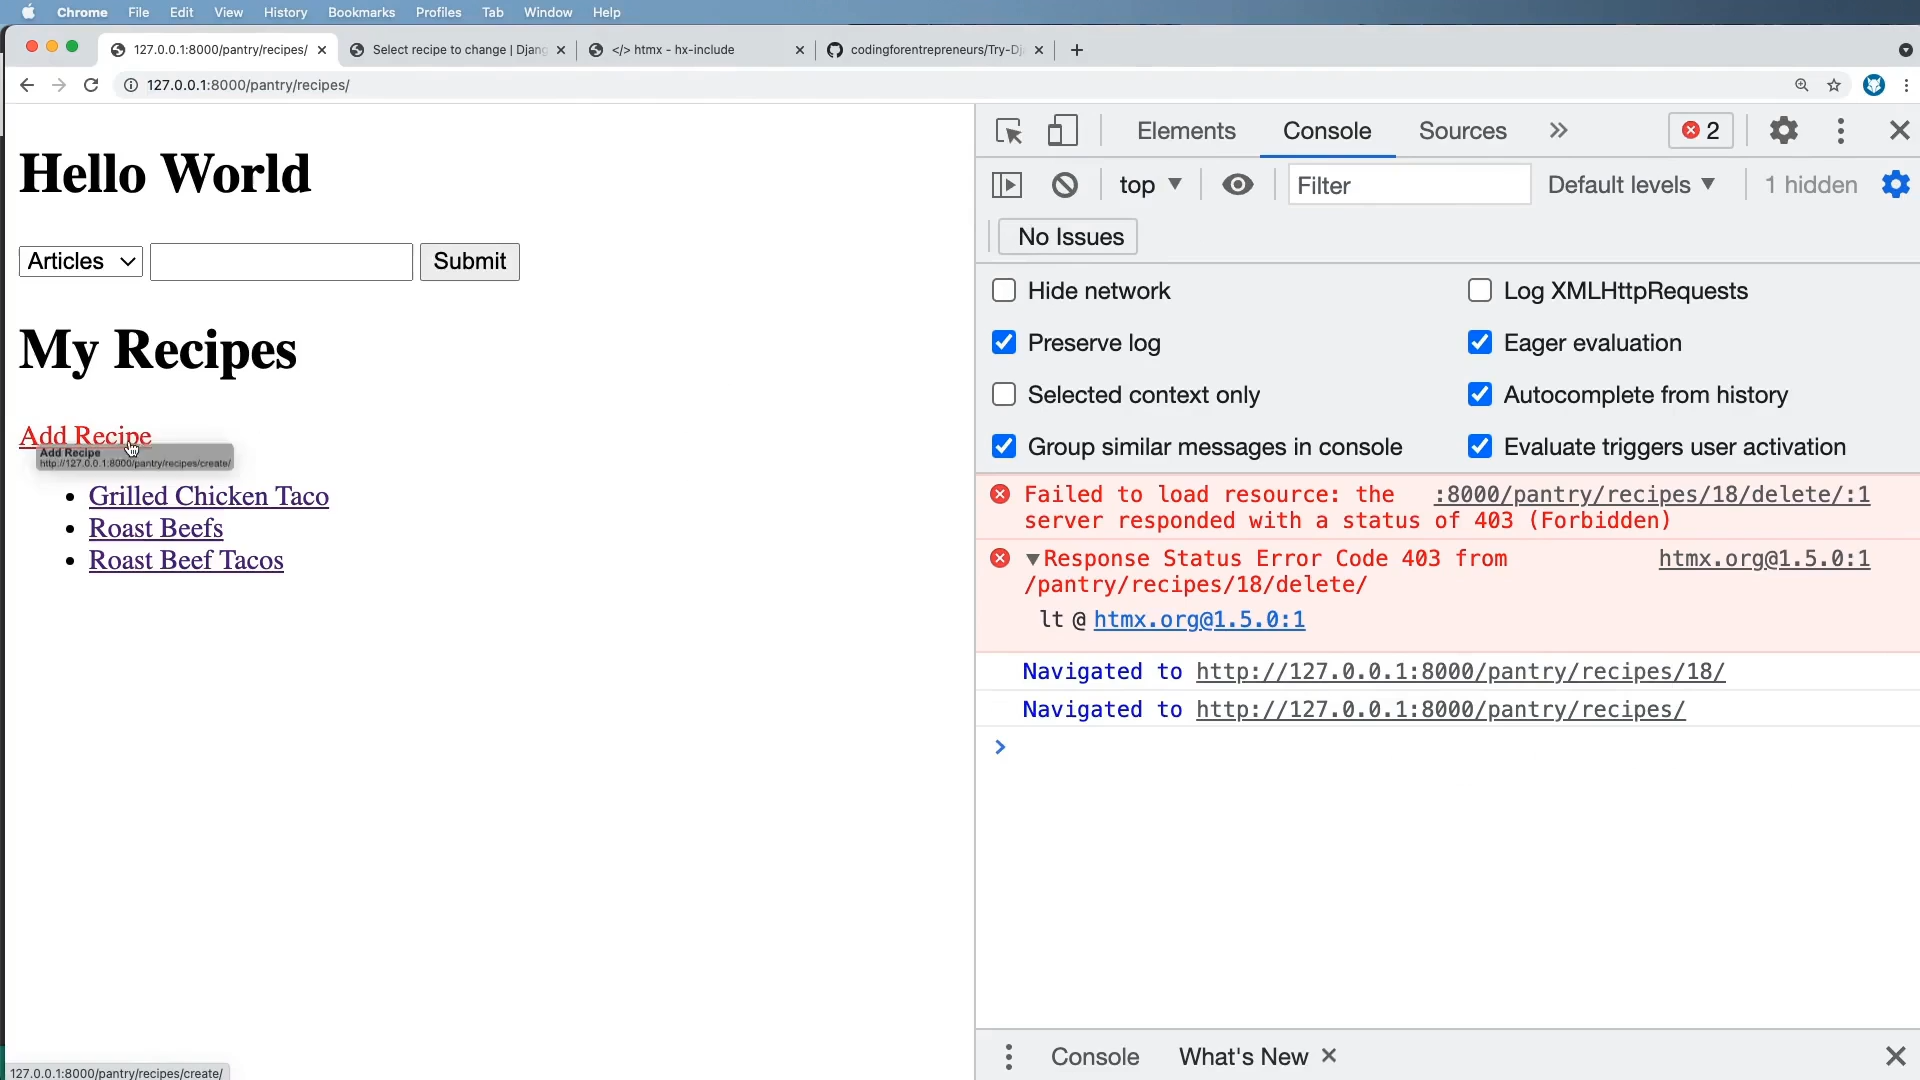 Chrome File Edit View History Bookmarks Profiles Tab Window Help
127.0.0.1:8000/pantry/recipes/
Select recipe to change | Djang
</> htmx - hx-include
codingforentrepreneurs/Try-Dj
127.0.0.1:8000/pantry/recipes/
Hello World
Articles
Submit
My Recipes
Add Recipe
Add Recipe
http://127.0.0.1:8000/pantry/recipes/create/
Grilled Chicken Taco
Roast Beefs
Roast Beef Tacos
127.0.0.1:8000/pantry/recipes/create/
Elements Console Sources 2
top Filter Default levels 1 hidden
No Issues
Hide network Log XMLHttpRequests
Preserve log Eager evaluation
Selected context only Autocomplete from history
Group similar messages in console Evaluate triggers user activation
Failed to load resource: the :8000/pantry/recipes/18/delete/:1
server responded with a status of 403 (Forbidden)
Response Status Error Code 403 from htmx.org@1.5.0:1
/pantry/recipes/18/delete/
lt @ htmx.org@1.5.0:1
Navigated to http://127.0.0.1:8000/pantry/recipes/18/
Navigated to http://127.0.0.1:8000/pantry/recipes/
Console What's New